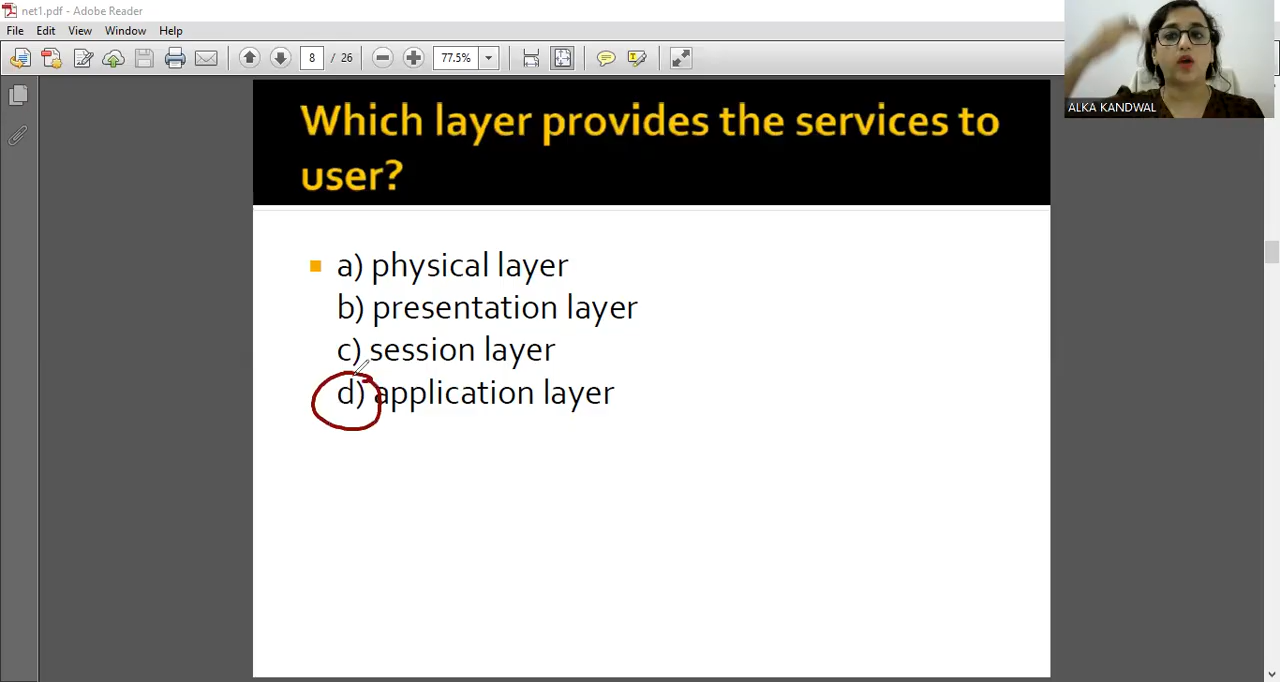 net1.pdf - Adobe Reader
File Edit View Window Help
8 / 26 77.5%
ALKA KANDWAL
Which layer provides the services to
user?
a) physical layer
b) presentation layer
c) session layer
d) application layer